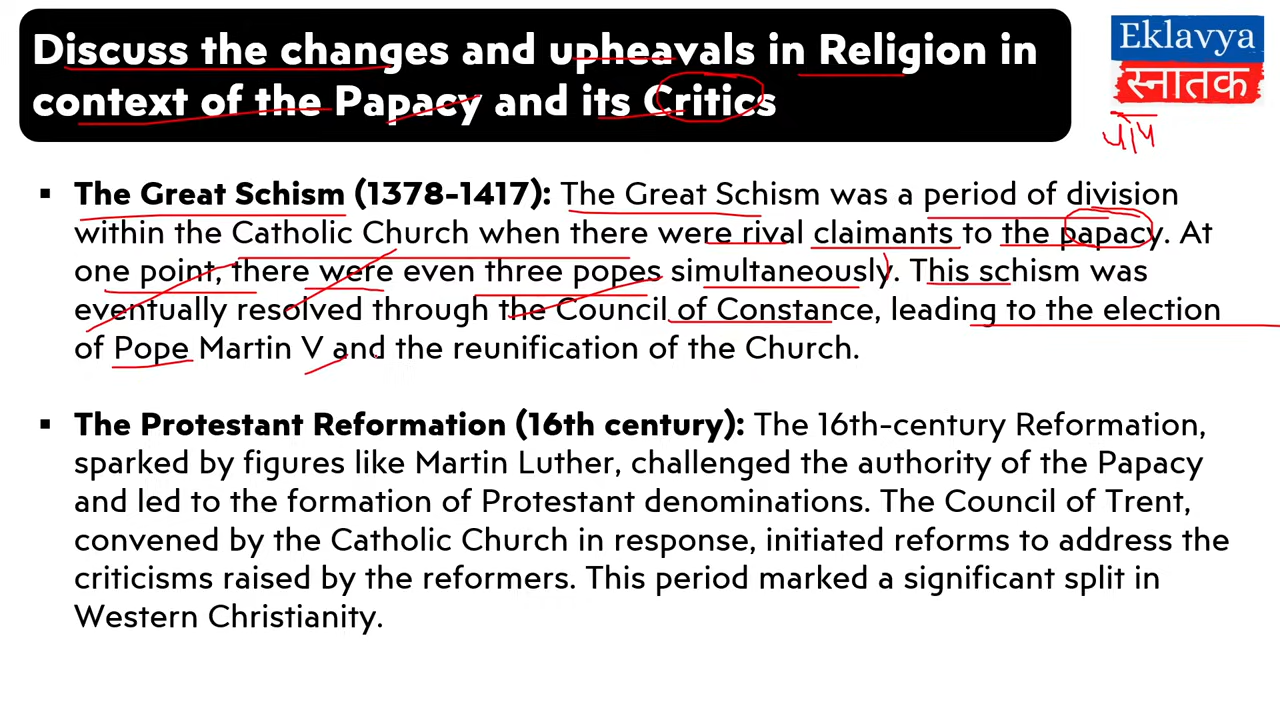 Discuss the changes and upheavals in Religion in
context of the Papacy and its Critics
Eklavya
स्नातक
पोप
▪ The Great Schism (1378-1417): The Great Schism was a period of division
within the Catholic Church when there were rival claimants to the papacy. At
one point, there were even three popes simultaneously. This schism was
eventually resolved through the Council of Constance, leading to the election
of Pope Martin V and the reunification of the Church.
▪ The Protestant Reformation (16th century): The 16th-century Reformation,
sparked by figures like Martin Luther, challenged the authority of the Papacy
and led to the formation of Protestant denominations. The Council of Trent,
convened by the Catholic Church in response, initiated reforms to address the
criticisms raised by the reformers. This period marked a significant split in
Western Christianity.